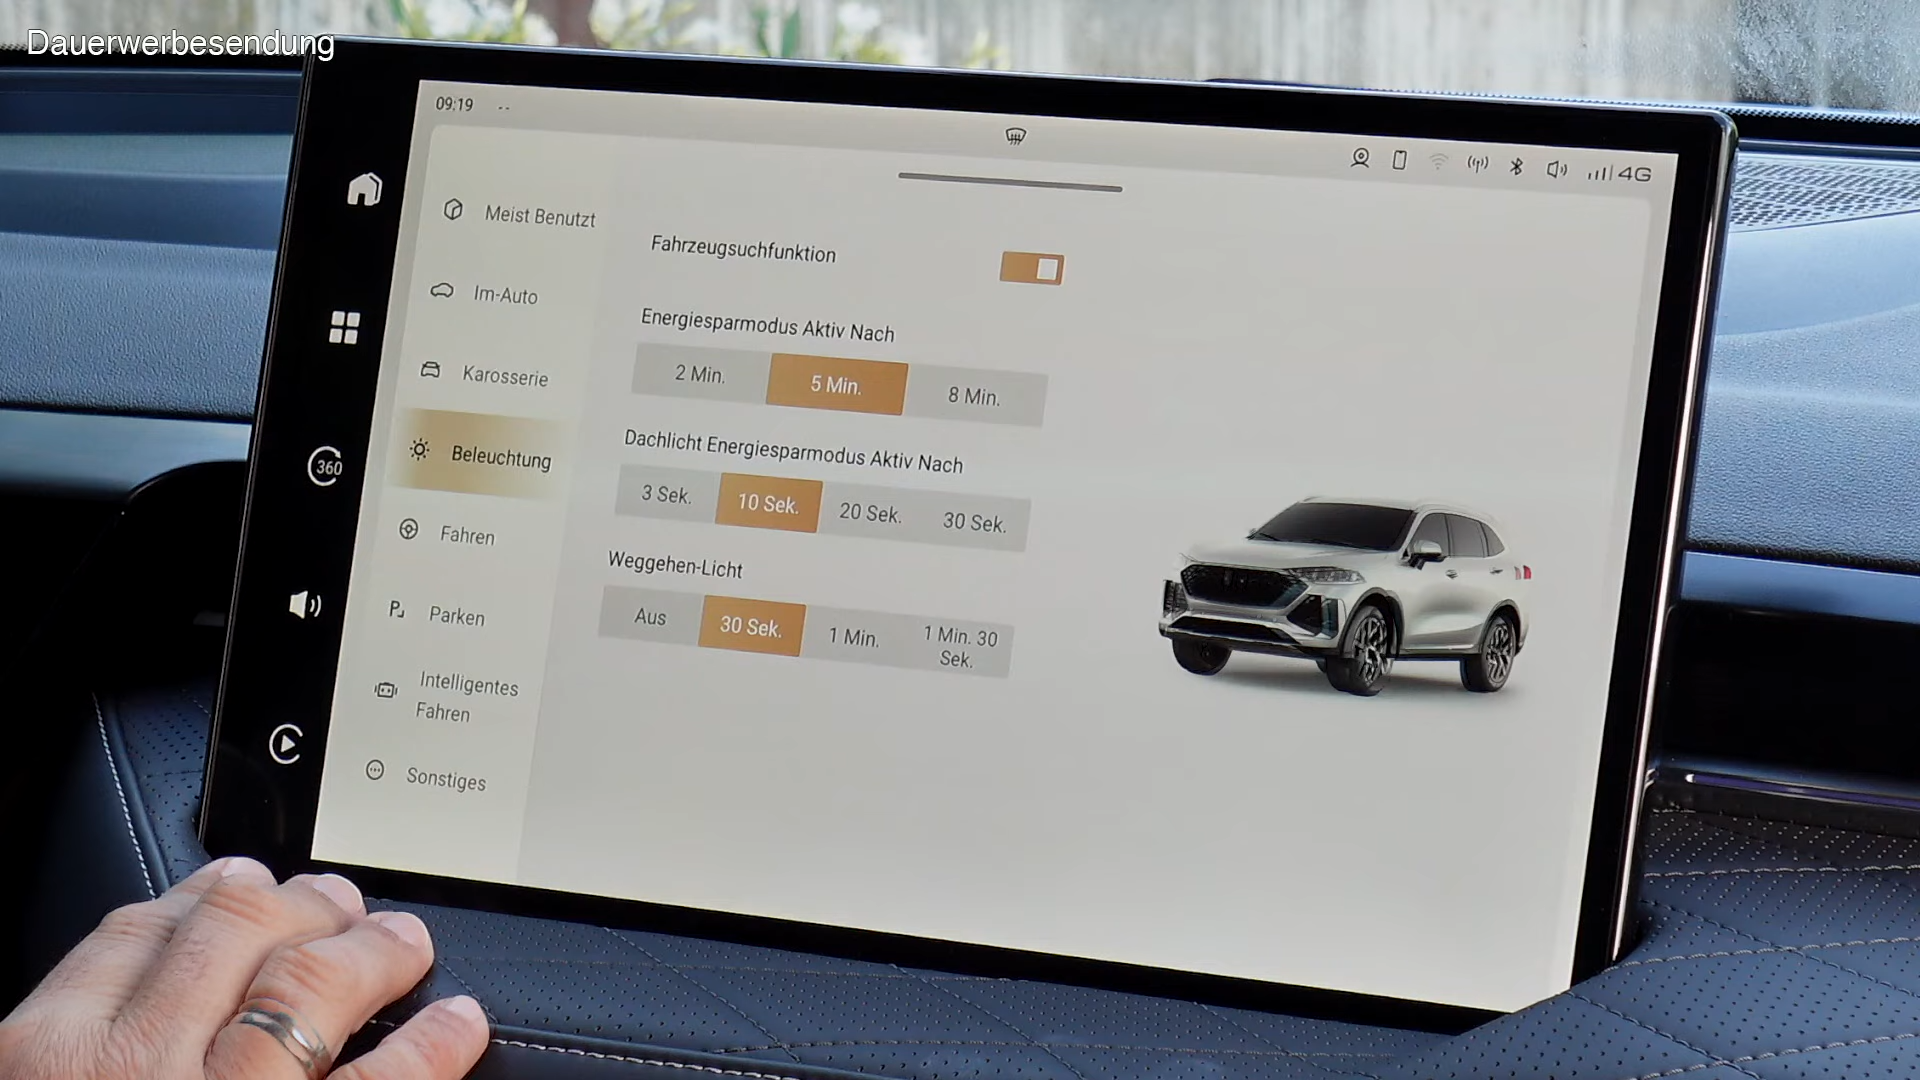 Dauerwerbesendung
09:19 --
4G
360
Meist Benutzt
Im-Auto
Karosserie
Beleuchtung
Fahren
Parken
Intelligentes
Fahren
Sonstiges
Fahrzeugsuchfunktion
Energiesparmodus Aktiv Nach
2 Min. 5 Min. 8 Min.
Dachlicht Energiesparmodus Aktiv Nach
3 Sek. 10 Sek. 20 Sek. 30 Sek.
Weggehen-Licht
Aus 30 Sek. 1 Min. 1 Min. 30
Sek.